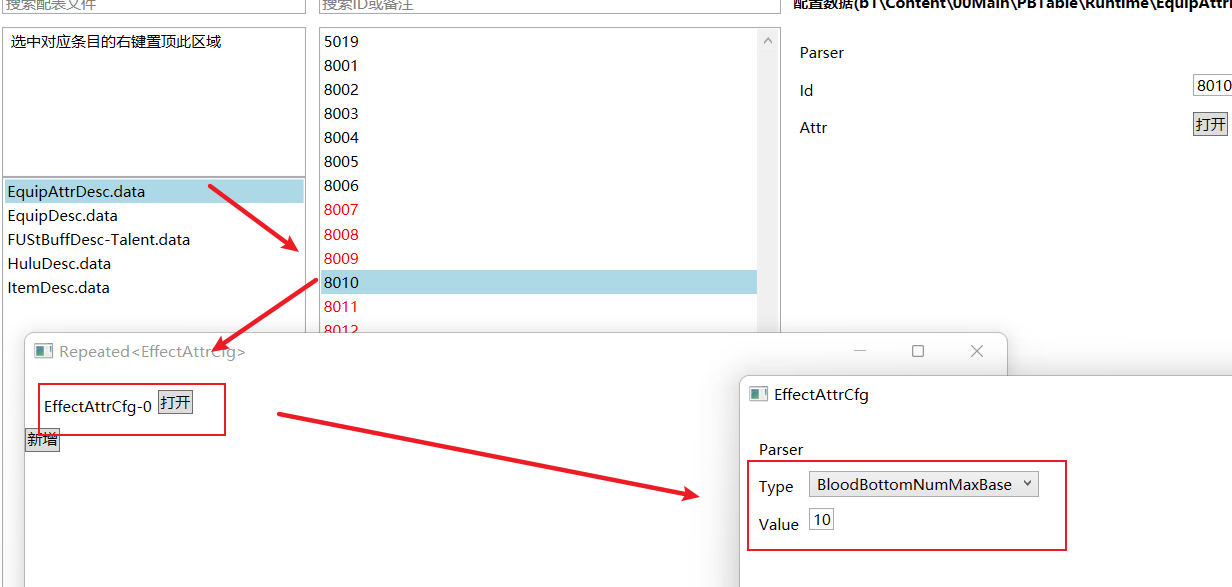 搜索配装文件
搜索ID或备注
配置数据(b1\Content\00Main\PBTable\Runtime\EquipAttr
选中对应条目的右键置顶此区域
EquipAttrDesc.data
EquipDesc.data
FUStBuffDesc-Talent.data
HuluDesc.data
ItemDesc.data
5019
8001
8002
8003
8004
8005
8006
8007
8008
8009
8010
8011
8012
Parser
Id
8010
Attr
打开
Repeated<EffectAttrCfg>
EffectAttrCfg-0
打开
新增
EffectAttrCfg
Parser
Type
BloodBottomNumMaxBase
Value
10